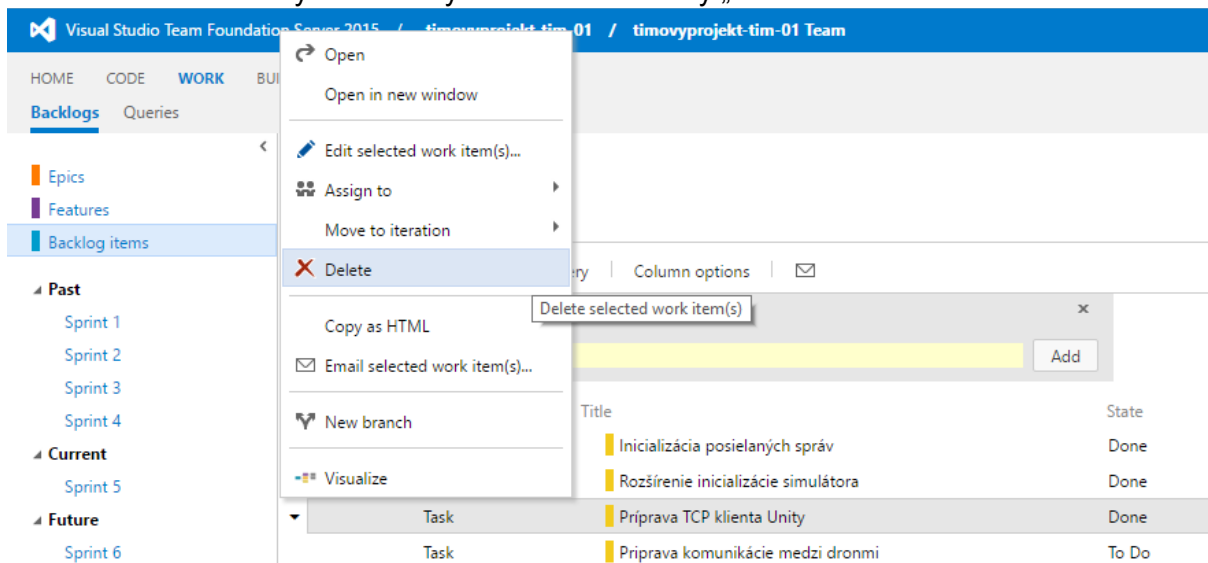 Visual Studio Team Foundation Server 2015 / timovyprojekt-tim-01 / timovyprojekt-tim-01 Team
HOME CODE WORK BUI
Backlogs Queries
Epics
Features
Backlog items
Past
Sprint 1
Sprint 2
Sprint 3
Sprint 4
Current
Sprint 5
Future
Sprint 6
Open
Open in new window
Edit selected work item(s)...
Assign to
Move to iteration
Delete
Copy as HTML
Email selected work item(s)...
New branch
Visualize
Delete selected work item(s)
ry Column options
Add
Title State
Inicializácia posielaných správ Done
Rozšírenie inicializácie simulátora Done
Task Príprava TCP klienta Unity Done
Task Priprava komunikácie medzi dronmi To Do